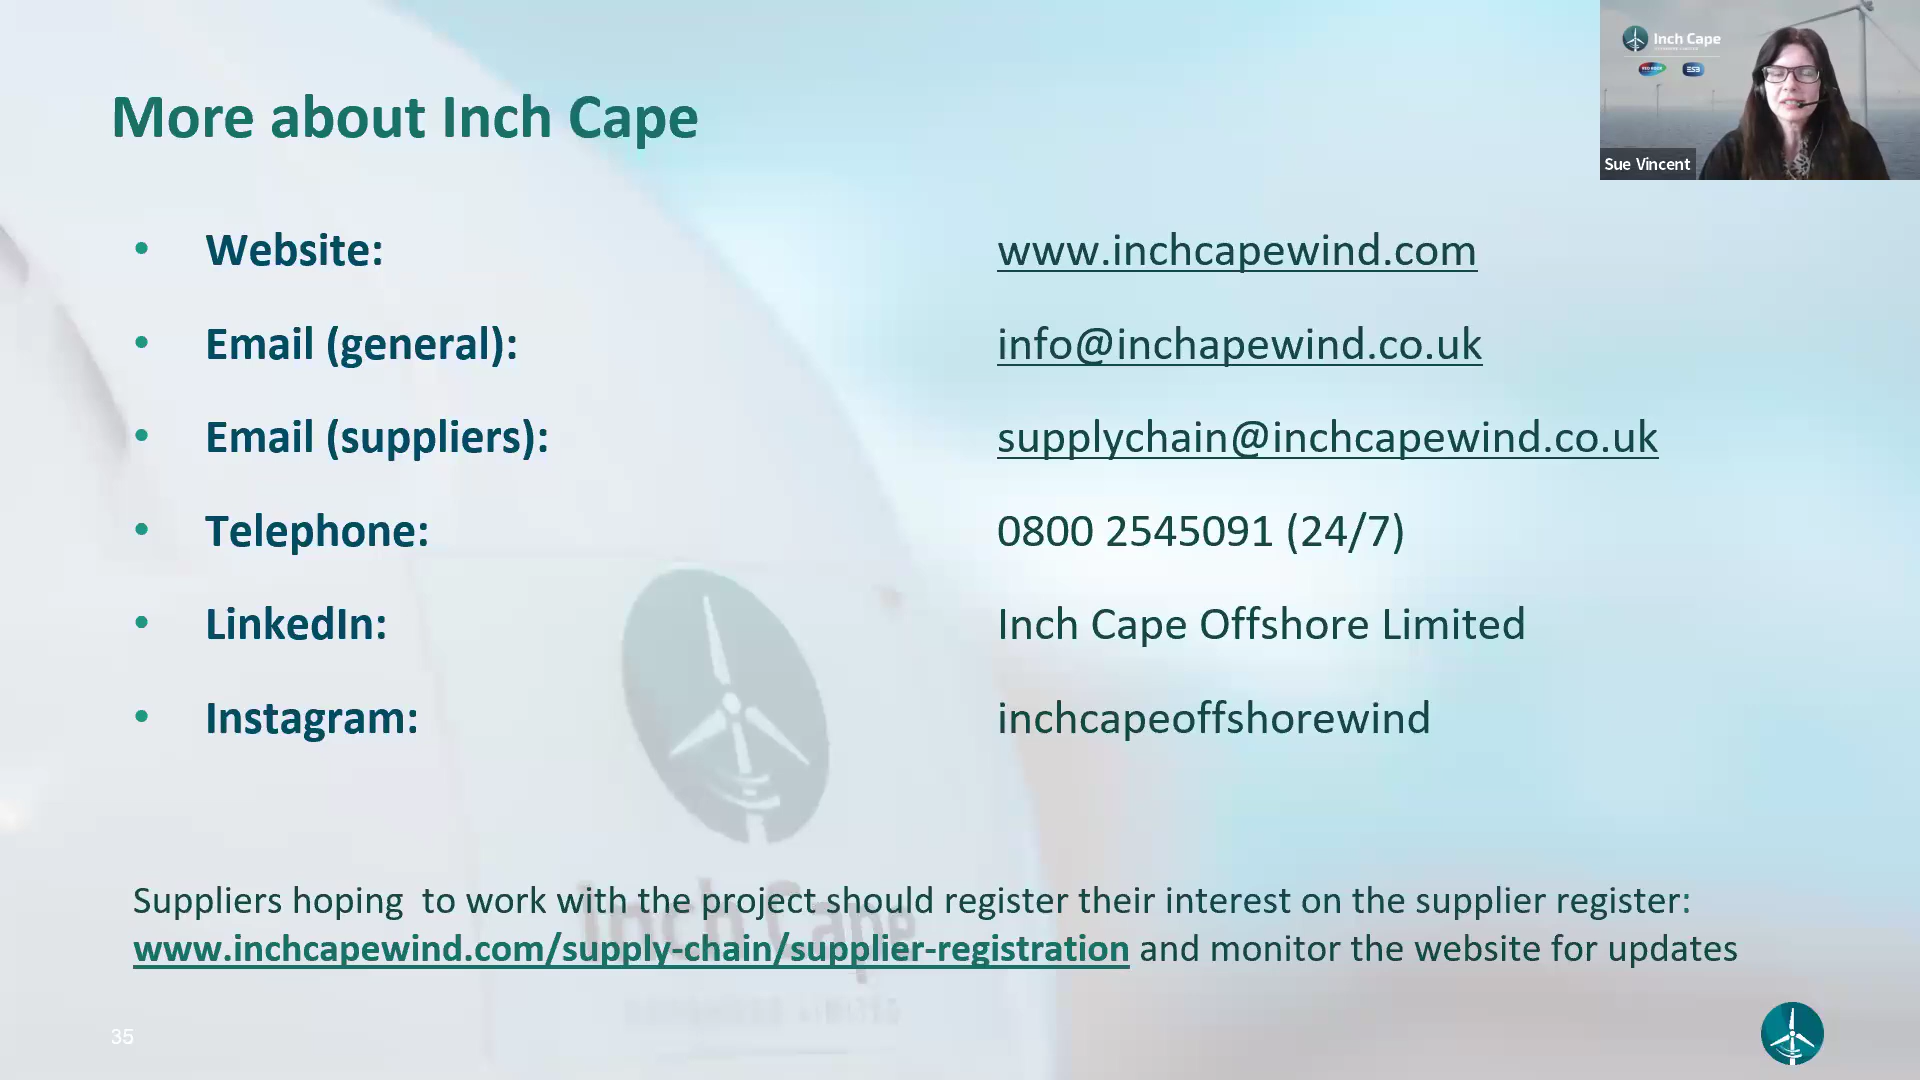 Inch Cape
ESB
Sue Vincent
More about Inch Cape
• Website: www.inchcapewind.com
• Email (general): info@inchapewind.co.uk
• Email (suppliers): supplychain@inchcapewind.co.uk
• Telephone: 0800 2545091 (24/7)
• LinkedIn: Inch Cape Offshore Limited
• Instagram: inchcapeoffshorewind
Inch Cape
Suppliers hoping  to work with the project should register their interest on the supplier register:
www.inchcapewind.com/supply-chain/supplier-registration and monitor the website for updates
35